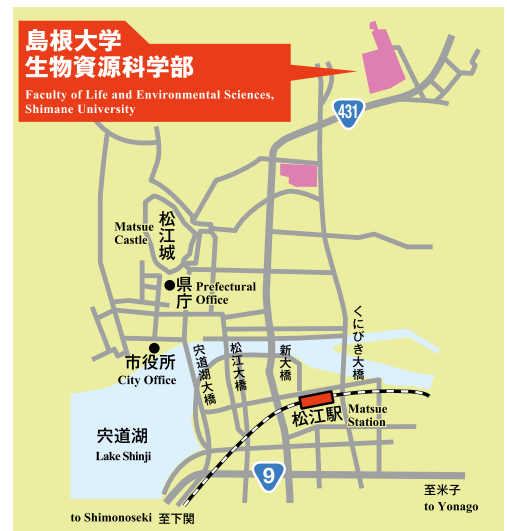 島根大学
生物資源科学部
Faculty of Life and Environmental Sciences,
Shimane University
431
松江城
Matsue
Castle
県庁
Prefectural
Office
市役所
City Office
宍道湖大橋
松江大橋
新大橋
くにびき大橋
松江駅
Matsue
Station
宍道湖
Lake Shinji
9
to Shimonoseki 至下関
至米子
to Yonago